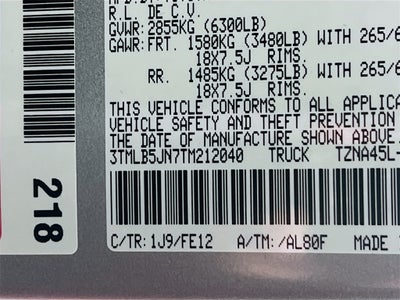 R.L. DE C.V.
GVWR: 2855KG (6300LB)
GAWR: FRT. 1580KG (3480LB) WITH 265/6
18X7.5J RIMS.
RR. 1485KG (3275LB) WITH 265/6
18X7.5J RIMS.
THIS VEHICLE CONFORMS TO ALL APPLICA
VEHICLE SAFETY AND THEFT PREVENTION
THE DATE OF MANUFACTURE SHOWN ABOVE.
3TMLB5JN7TM212040 TRUCK TZNA45L-
218
C/TR: 1J9/FE12 A/TM: /AL80F MADE